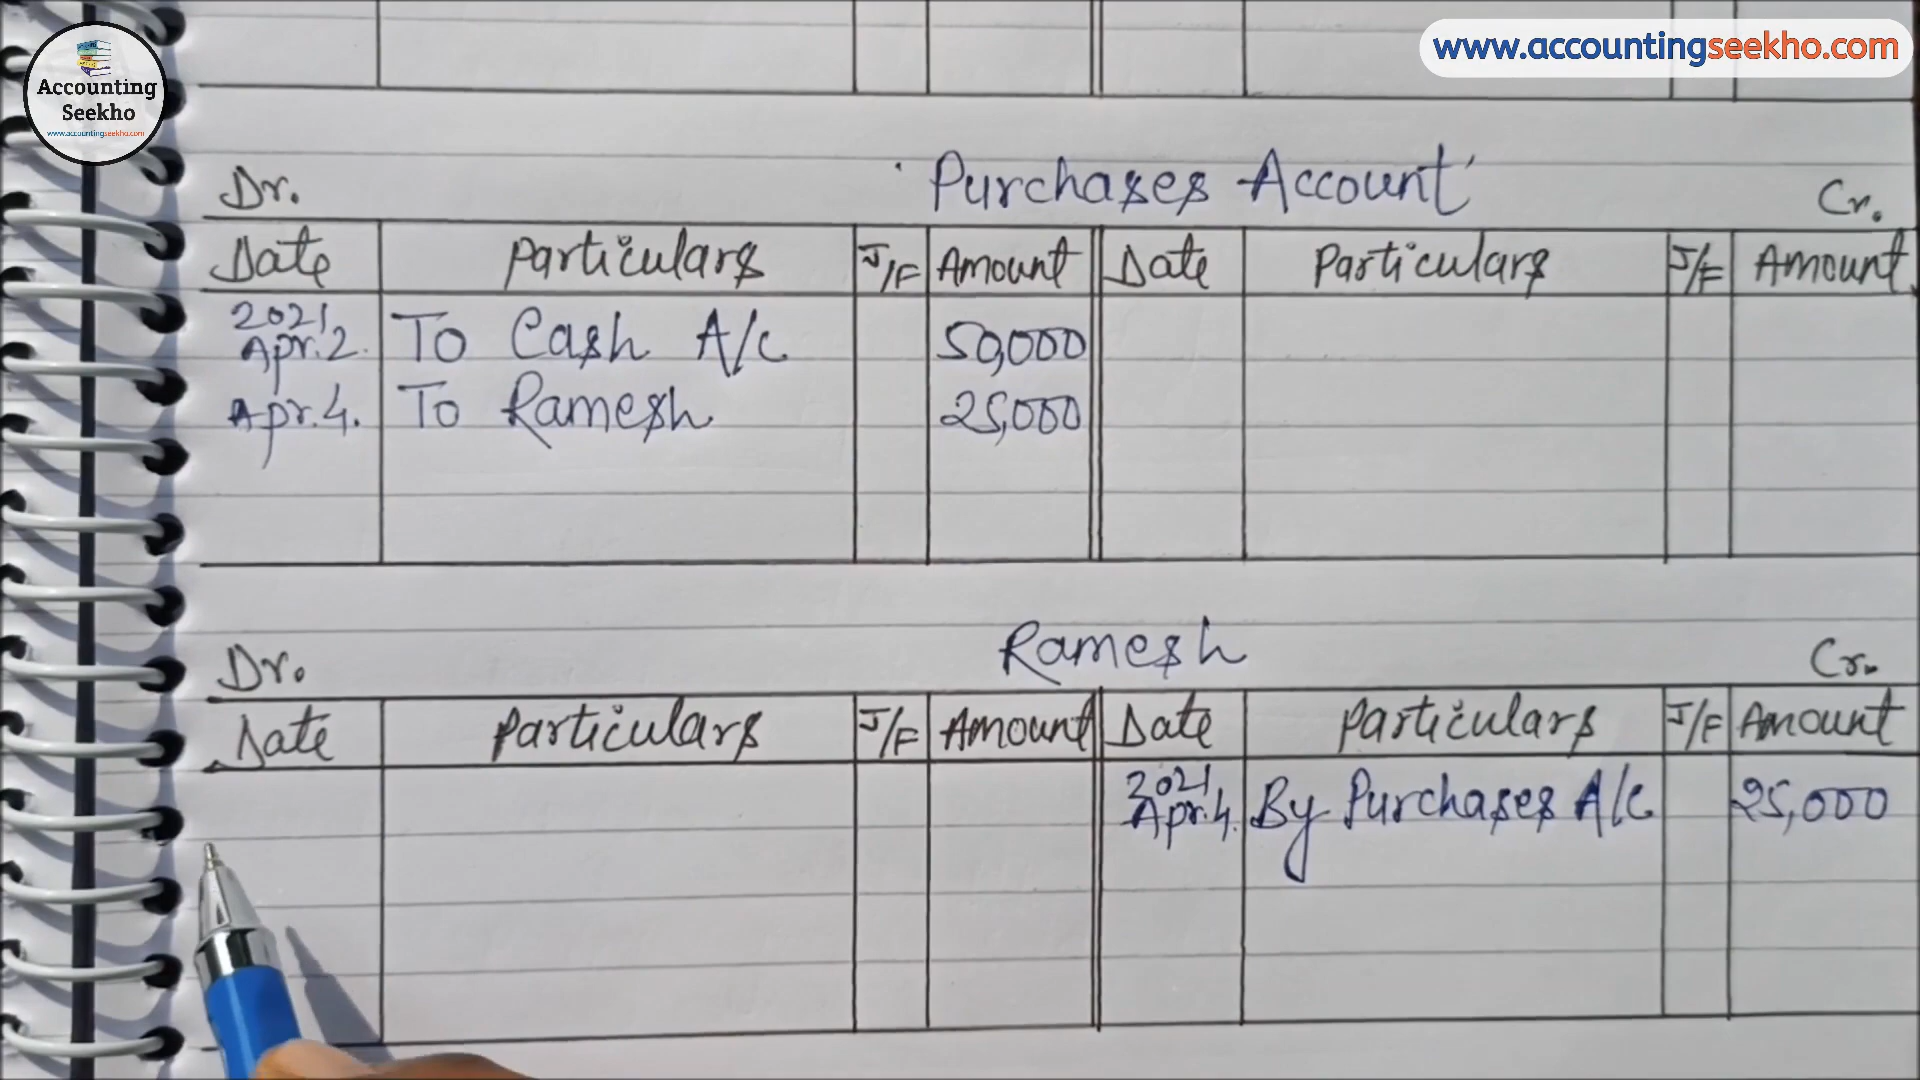 Accounting
Seekho
www.accountingseekho.com
www.accountingseekho.com
Dr. 'Purchases Account' Cr.
Date Particulars J/F Amount Date Particulars J/F Amount
2021
Apr.2. To Cash A/c 50,000
Apr.4. To Ramesh 25,000
Dr. Ramesh Cr.
Date Particulars J/F Amount Date Particulars J/F Amount
2021
Apr.4. By Purchases A/c 25,000